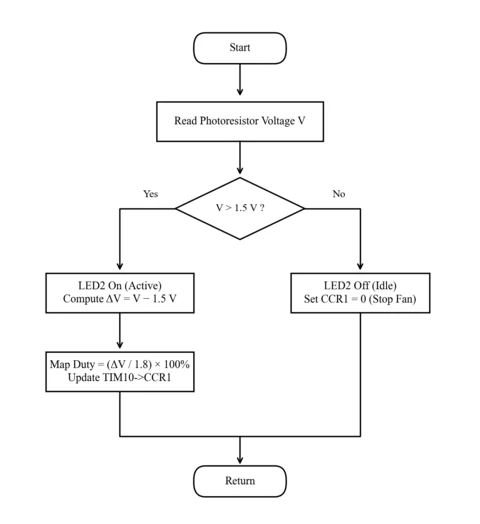 Start
Read Photoresistor Voltage V
V > 1.5 V ?
Yes
No
LED2 On (Active)
Compute ΔV = V − 1.5 V
LED2 Off (Idle)
Set CCR1 = 0 (Stop Fan)
Map Duty = (ΔV / 1.8) × 100%
Update TIM10->CCR1
Return